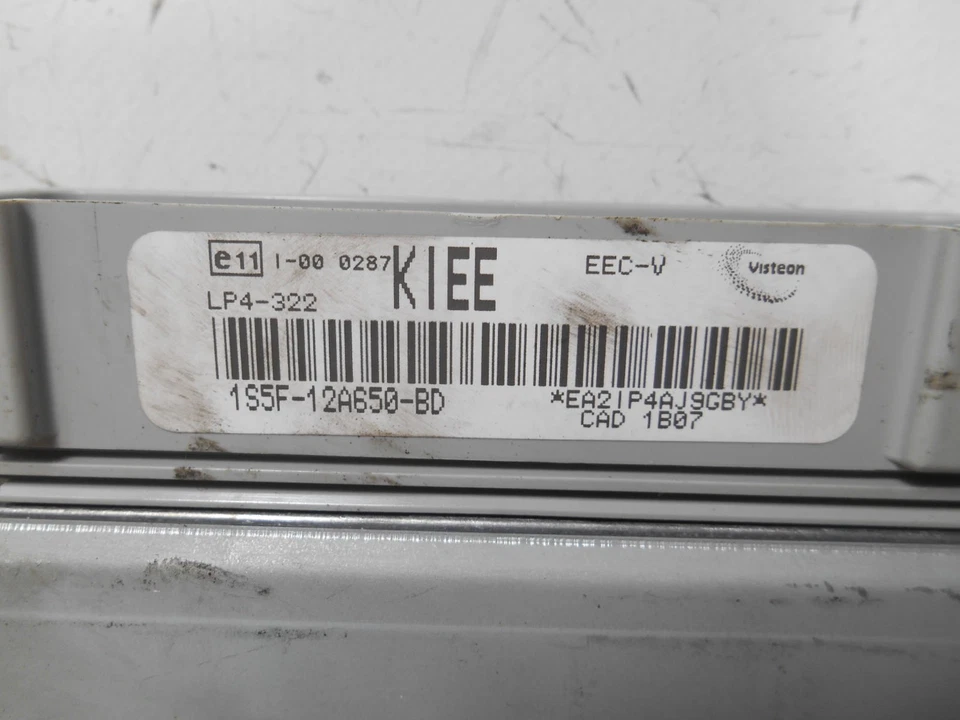 e11 I-00 0287 KIEE EEC-V Visteon
LP4-322
1S5F-12A650-BD *EA2IP4AJ9GBY*
CAD 1B07